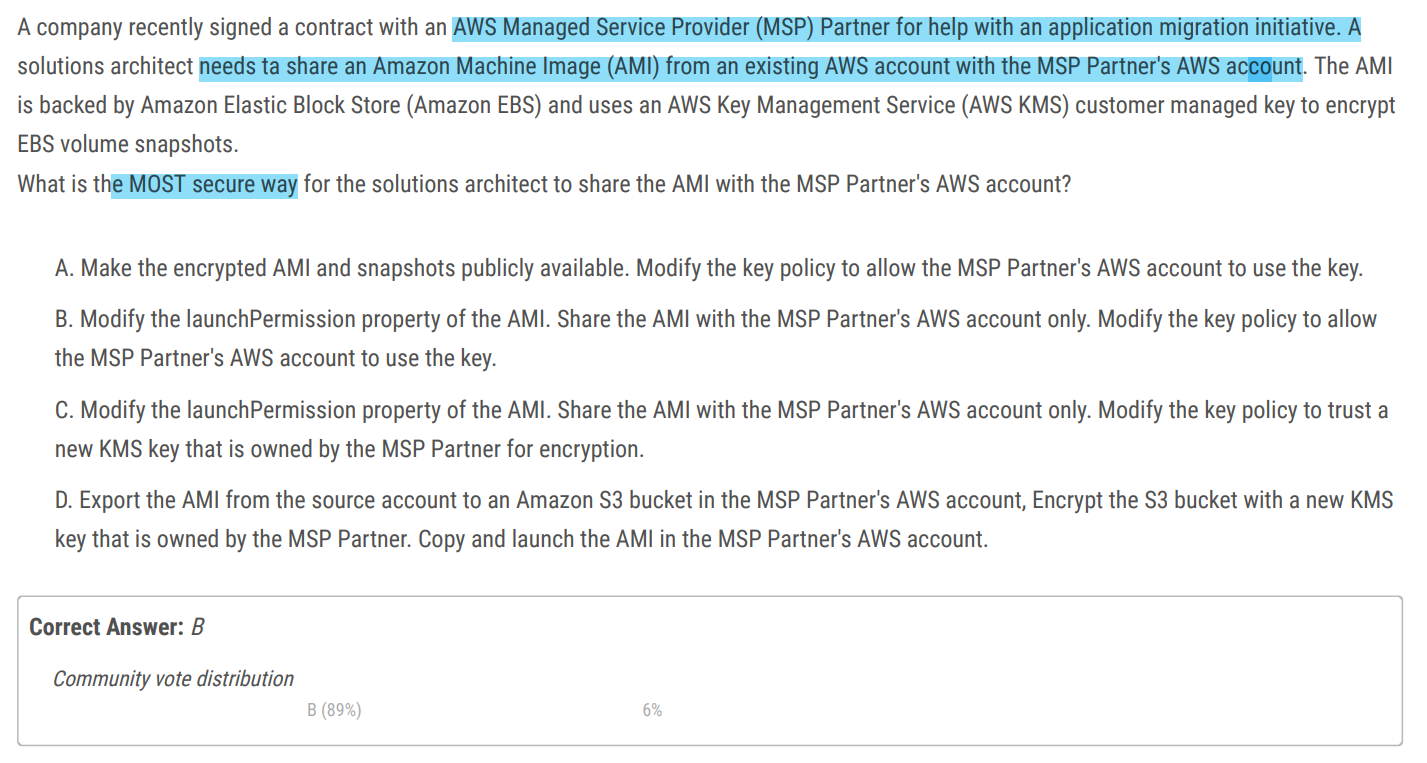 A company recently signed a contract with an AWS Managed Service Provider (MSP) Partner for help with an application migration initiative. A
solutions architect needs ta share an Amazon Machine Image (AMI) from an existing AWS account with the MSP Partner's AWS account. The AMI
is backed by Amazon Elastic Block Store (Amazon EBS) and uses an AWS Key Management Service (AWS KMS) customer managed key to encrypt
EBS volume snapshots.
What is the MOST secure way for the solutions architect to share the AMI with the MSP Partner's AWS account?
A. Make the encrypted AMI and snapshots publicly available. Modify the key policy to allow the MSP Partner's AWS account to use the key.
B. Modify the launchPermission property of the AMI. Share the AMI with the MSP Partner's AWS account only. Modify the key policy to allow
the MSP Partner's AWS account to use the key.
C. Modify the launchPermission property of the AMI. Share the AMI with the MSP Partner's AWS account only. Modify the key policy to trust a
new KMS key that is owned by the MSP Partner for encryption.
D. Export the AMI from the source account to an Amazon S3 bucket in the MSP Partner's AWS account, Encrypt the S3 bucket with a new KMS
key that is owned by the MSP Partner. Copy and launch the AMI in the MSP Partner's AWS account.
Correct Answer: B
Community vote distribution
B (89%) 6%